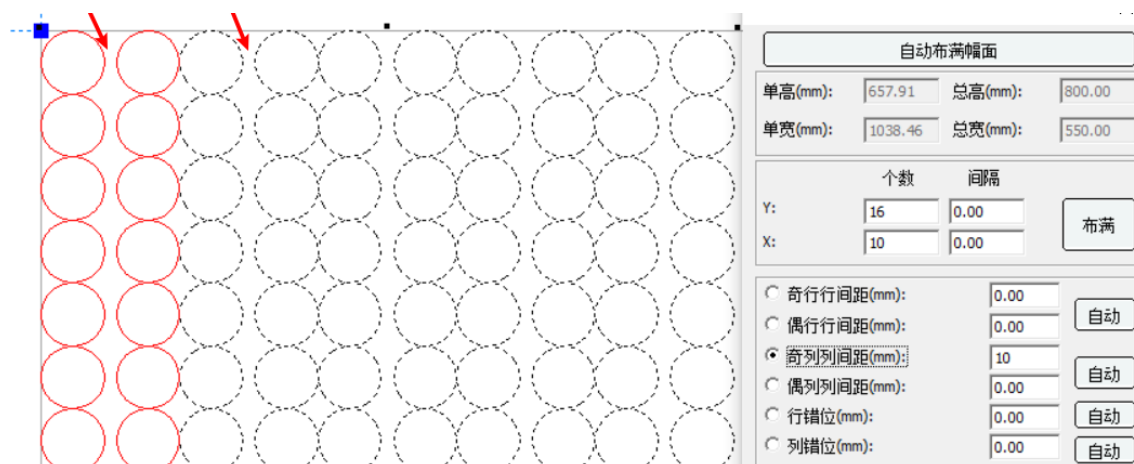 自动布满幅面
单高(mm): 657.91 总高(mm): 800.00
单宽(mm): 1038.46 总宽(mm): 550.00
个数 间隔
Y: 16 0.00 布满
X: 10 0.00
奇行行间距(mm): 0.00 自动
偶行行间距(mm): 0.00
奇列列间距(mm): 10 自动
偶列列间距(mm): 0.00
行错位(mm): 0.00 自动
列错位(mm): 0.00 自动